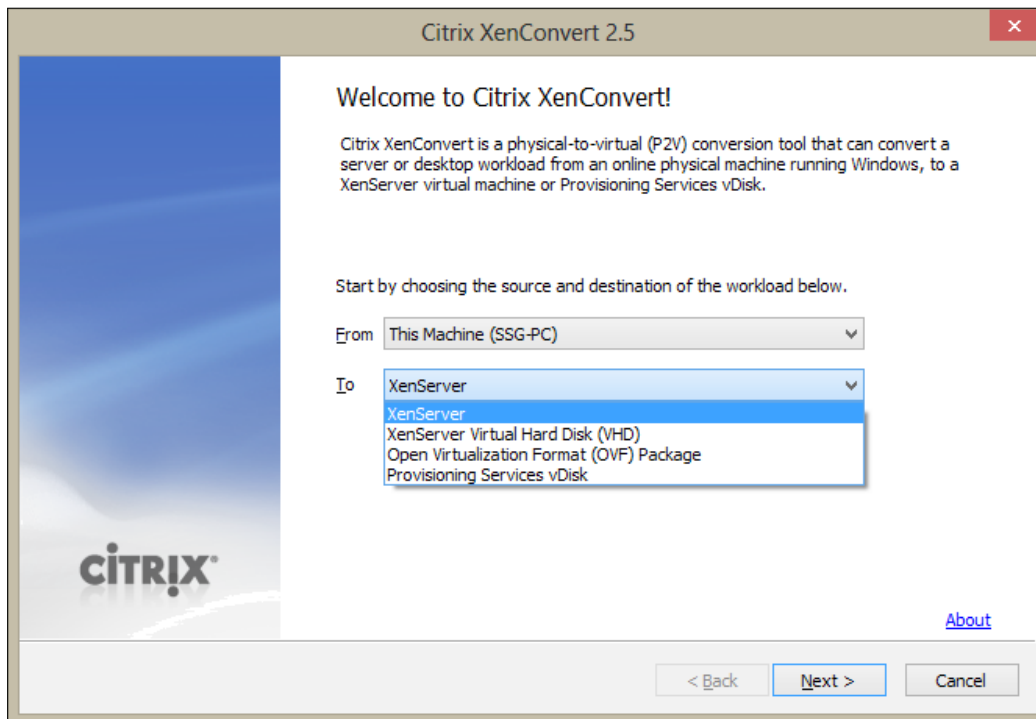 Citrix XenConvert 2.5
Welcome to Citrix XenConvert!
Citrix XenConvert is a physical-to-virtual (P2V) conversion tool that can convert a
server or desktop workload from an online physical machine running Windows, to a
XenServer virtual machine or Provisioning Services vDisk.
Start by choosing the source and destination of the workload below.
From This Machine (SSG-PC)
To XenServer
XenServer
XenServer Virtual Hard Disk (VHD)
Open Virtualization Format (OVF) Package
Provisioning Services vDisk
CITRIX®
About
< Back Next > Cancel